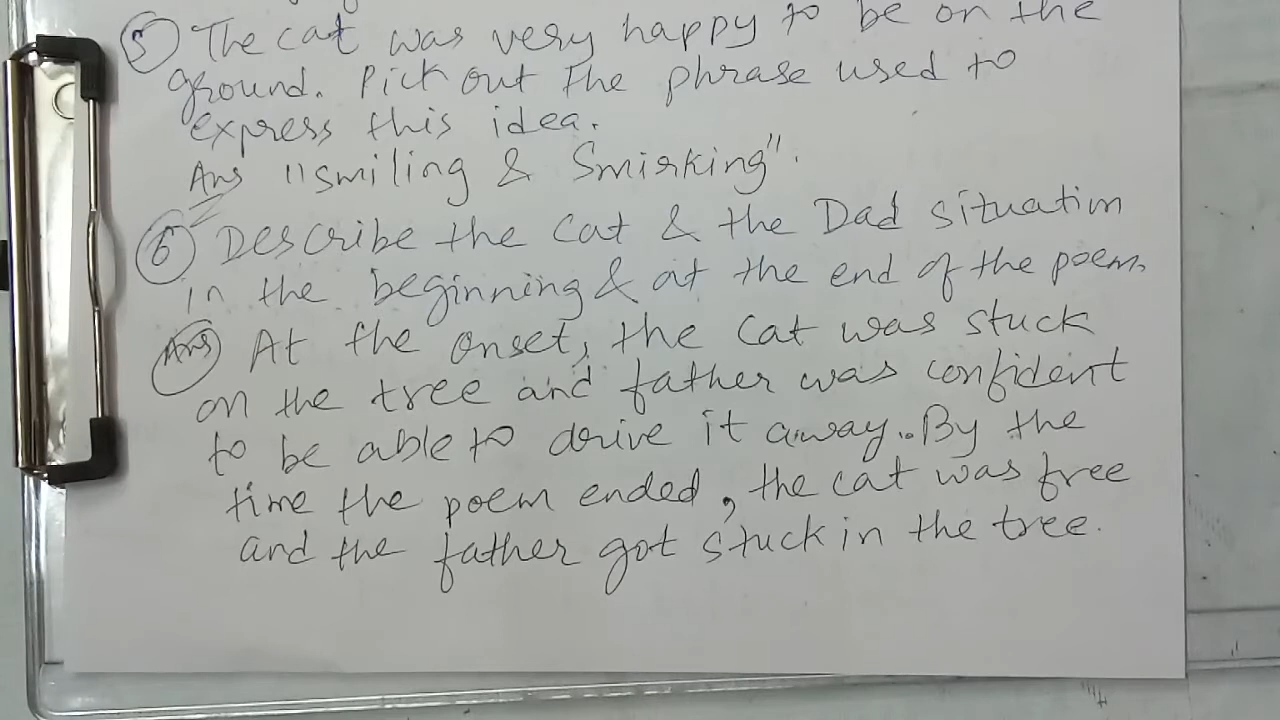 5 The cat was very happy to be on the
ground. Pick out the phrase used to
express this idea.
Ans "Smiling & Smirking".
6 Describe the cat & the Dad situation
in the beginning & at the end of the poem.
Ans At the onset, the cat was stuck
on the tree and father was confident
to be able to drive it away. By the
time the poem ended, the cat was free
and the father got stuck in the tree.